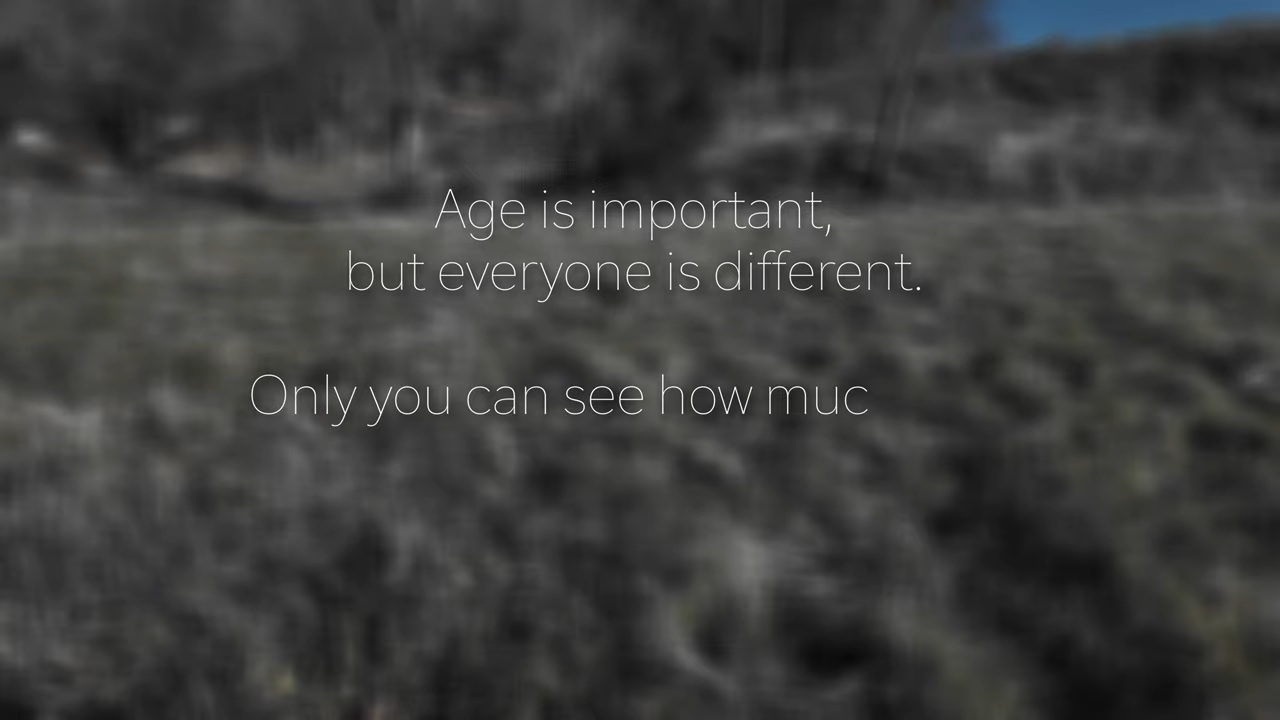 Age is important,
but everyone is different.
Only you can see how muc